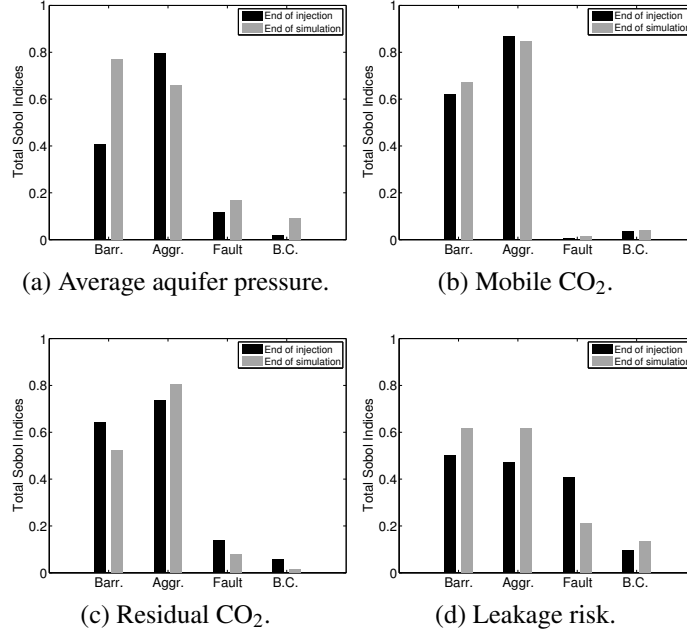 End of injection
End of simulation
Total Sobol Indices
1
0.8
0.6
0.4
0.2
0
Barr. Aggr. Fault B.C.
(a) Average aquifer pressure.
End of injection
End of simulation
Total Sobol Indices
1
0.8
0.6
0.4
0.2
0
Barr. Aggr. Fault B.C.
(b) Mobile CO₂.
End of injection
End of simulation
Total Sobol Indices
1
0.8
0.6
0.4
0.2
0
Barr. Aggr. Fault B.C.
(c) Residual CO₂.
End of injection
End of simulation
Total Sobol Indices
1
0.8
0.6
0.4
0.2
0
Barr. Aggr. Fault B.C.
(d) Leakage risk.